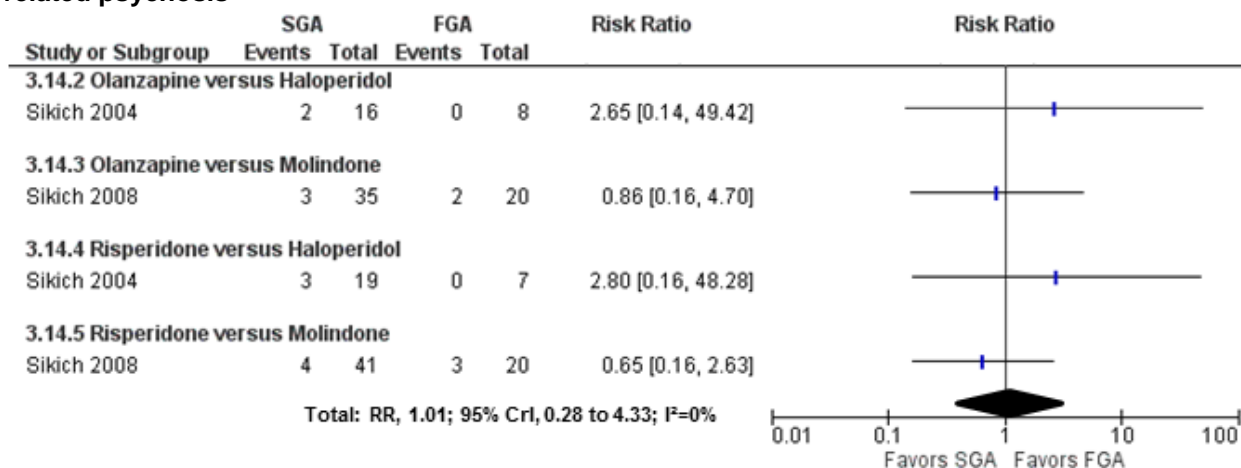 related psychosis
SGA FGA Risk Ratio Risk Ratio
Study or Subgroup Events Total Events Total
3.14.2 Olanzapine versus Haloperidol
Sikich 2004 2 16 0 8 2.65 [0.14, 49.42]
3.14.3 Olanzapine versus Molindone
Sikich 2008 3 35 2 20 0.86 [0.16, 4.70]
3.14.4 Risperidone versus Haloperidol
Sikich 2004 3 19 0 7 2.80 [0.16, 48.28]
3.14.5 Risperidone versus Molindone
Sikich 2008 4 41 3 20 0.65 [0.16, 2.63]
Total: RR, 1.01; 95% CrI, 0.28 to 4.33; I²=0%
0.01 0.1 1 10 100
Favors SGA Favors FGA